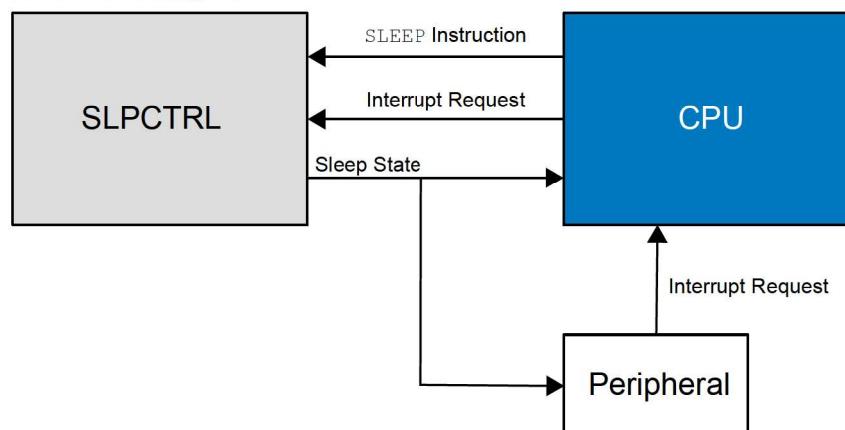 SLEEP Instruction
SLPCTRL
Interrupt Request
CPU
Sleep State
Interrupt Request
Peripheral